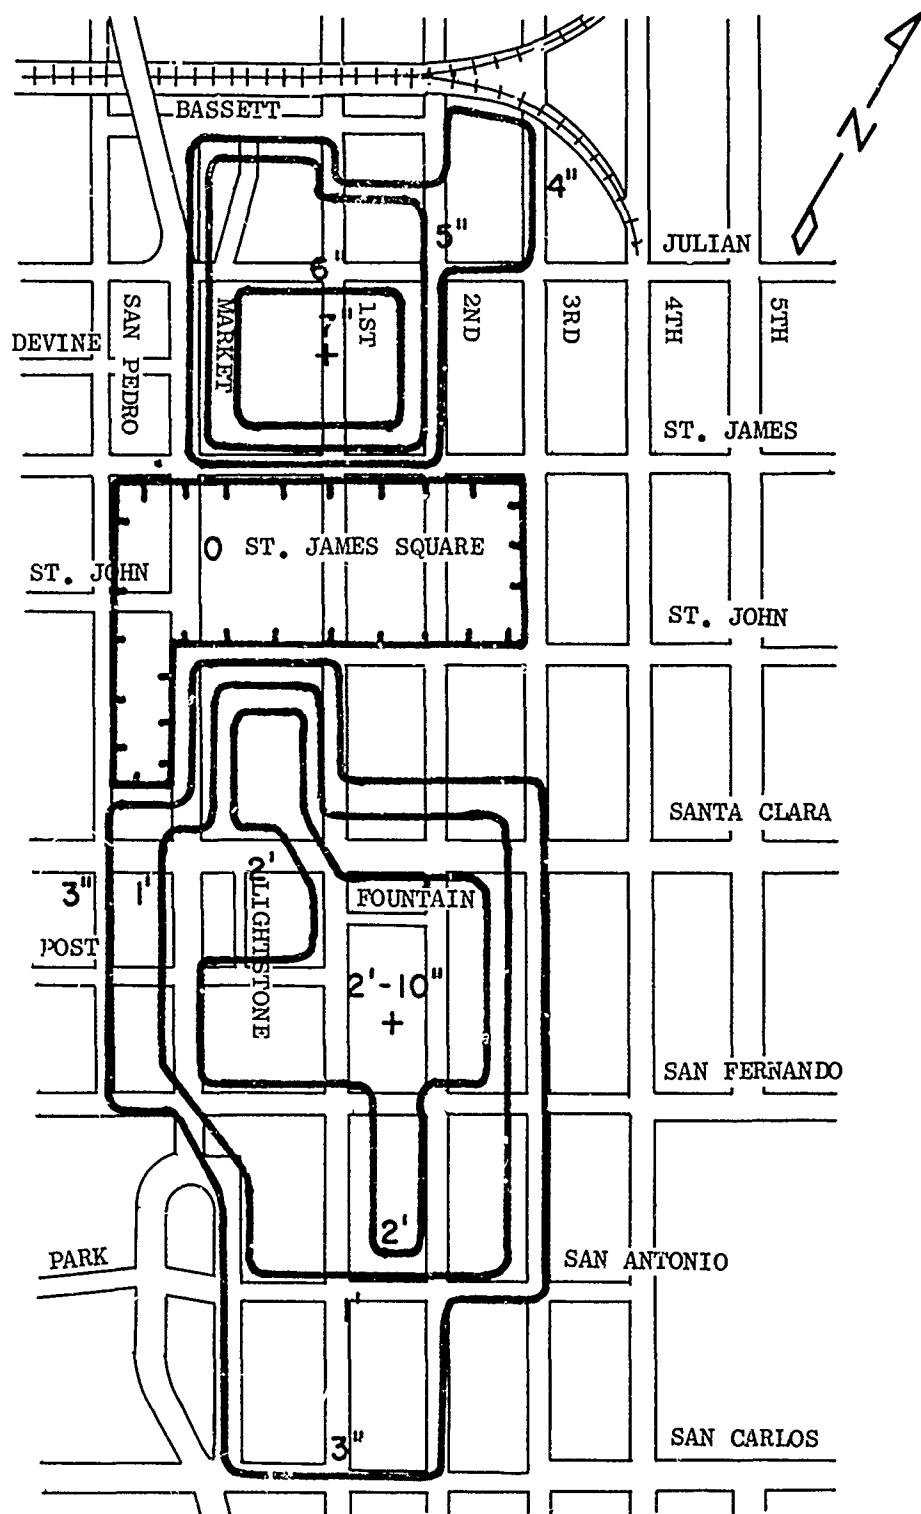 N
BASSETT
4"
5"
JULIAN
6"
SAN PEDRO
MARKET
7"
1ST
2ND
3RD
4TH
5TH
DEVINE
ST. JAMES
0 ST. JAMES SQUARE
ST. JOHN
ST. JOHN
SANTA CLARA
3"
1'
2'
FOUNTAIN
LIGHTSTONE
POST
2'-10"
SAN FERNANDO
2'
PARK
SAN ANTONIO
1'
3"
SAN CARLOS